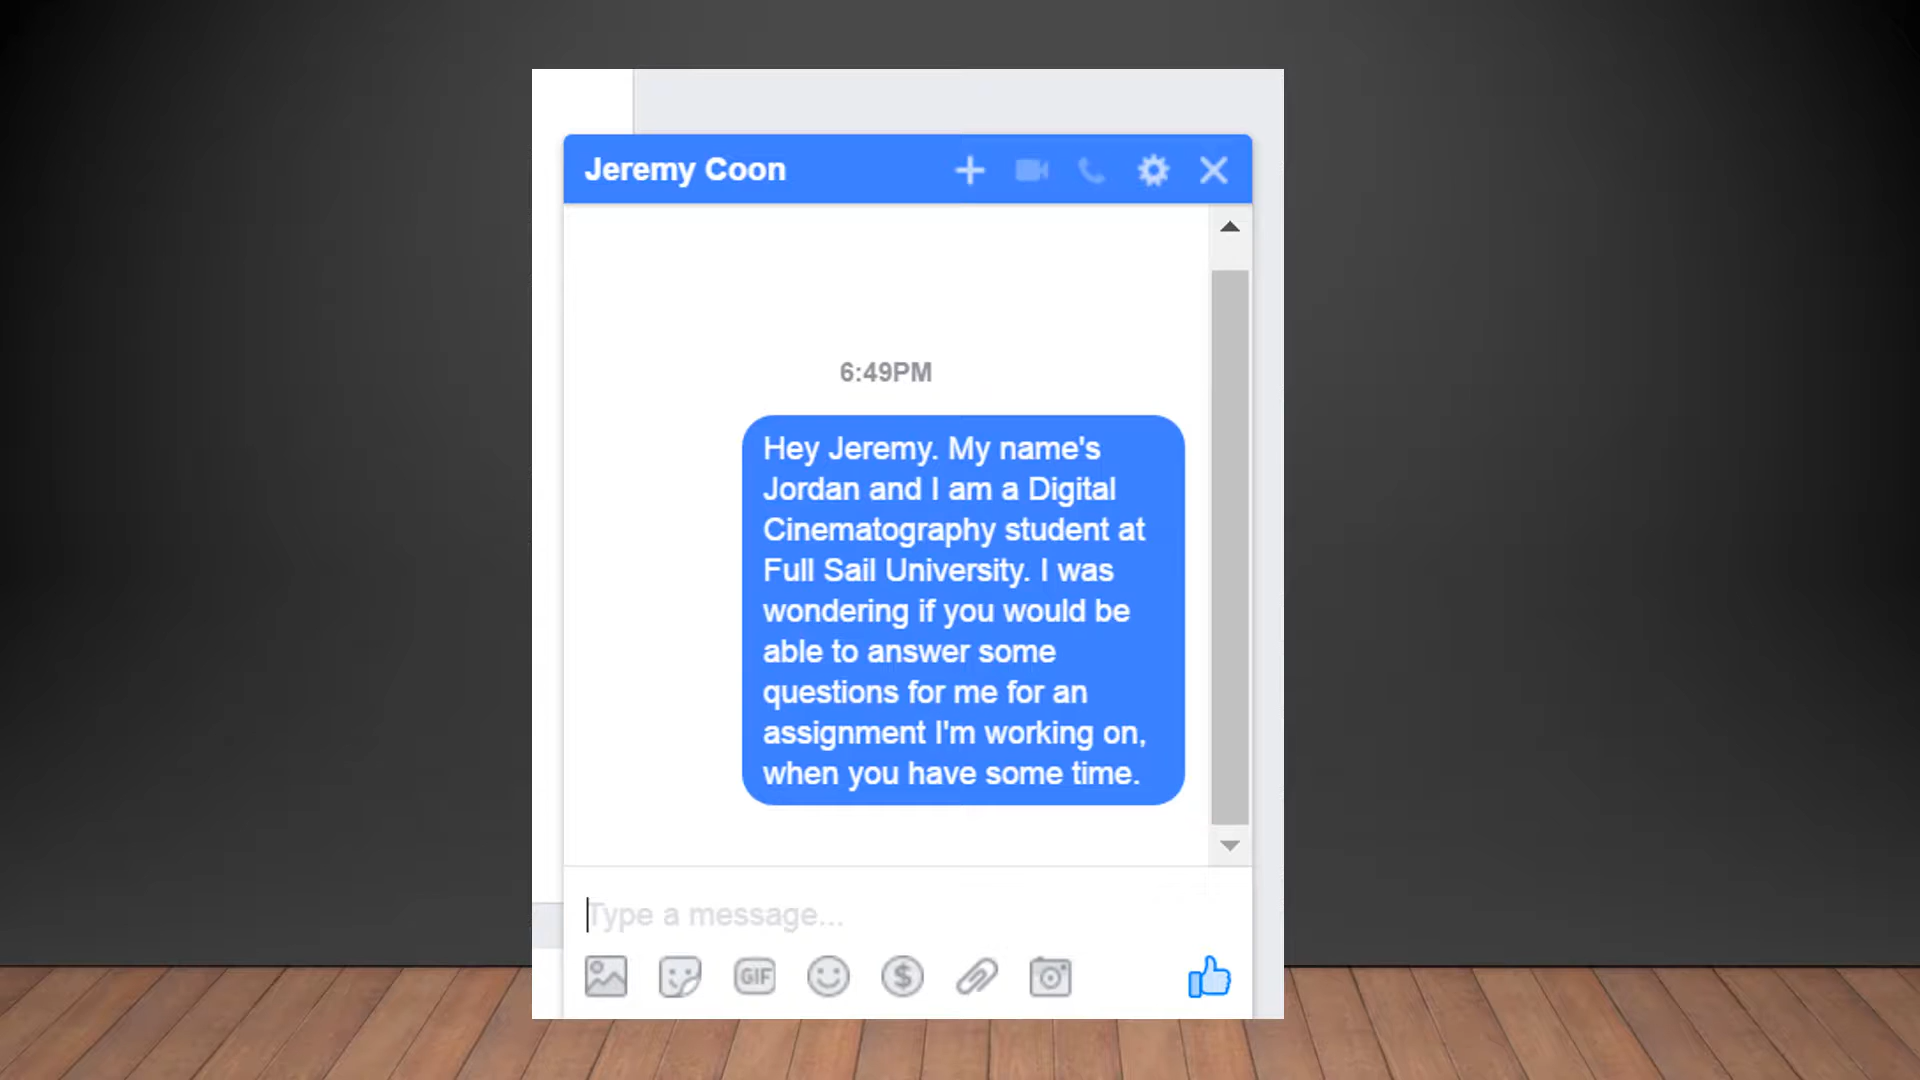 Jeremy Coon
6:49PM
Hey Jeremy. My name's
Jordan and I am a Digital
Cinematography student at
Full Sail University. I was
wondering if you would be
able to answer some
questions for me for an
assignment I'm working on,
when you have some time.
Type a message...
GIF
$